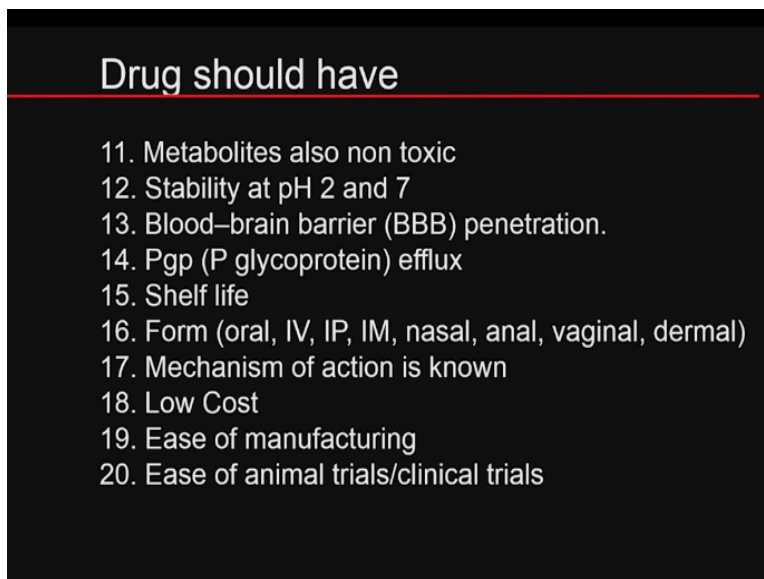 Drug should have
11. Metabolites also non toxic
12. Stability at pH 2 and 7
13. Blood–brain barrier (BBB) penetration.
14. Pgp (P glycoprotein) efflux
15. Shelf life
16. Form (oral, IV, IP, IM, nasal, anal, vaginal, dermal)
17. Mechanism of action is known
18. Low Cost
19. Ease of manufacturing
20. Ease of animal trials/clinical trials